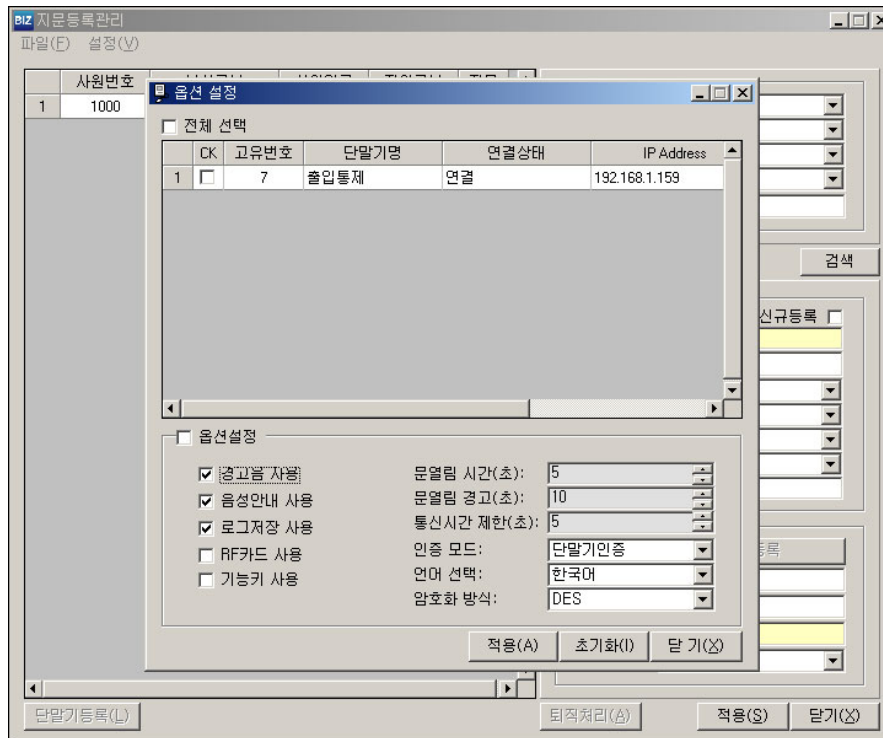 BIZ 지문등록관리
파일(F) 설정(V)
사원번호
1 1000
옵션 설정
전체 선택
CK 고유번호 단말기명 연결상태 IP Address
1 7 출입통제 연결 192.168.1.159
검색
신규등록
옵션설정
경고음 사용 문열림 시간(초): 5
음성안내 사용 문열림 경고(초): 10
로그저장 사용 통신시간 제한(초): 5
RF카드 사용 인증 모드: 단말기인증
기능키 사용 언어 선택: 한국어
암호화 방식: DES
적용(A) 초기화(I) 닫 기(X)
단말기등록(L) 퇴직처리(A) 적용(S) 닫기(X)